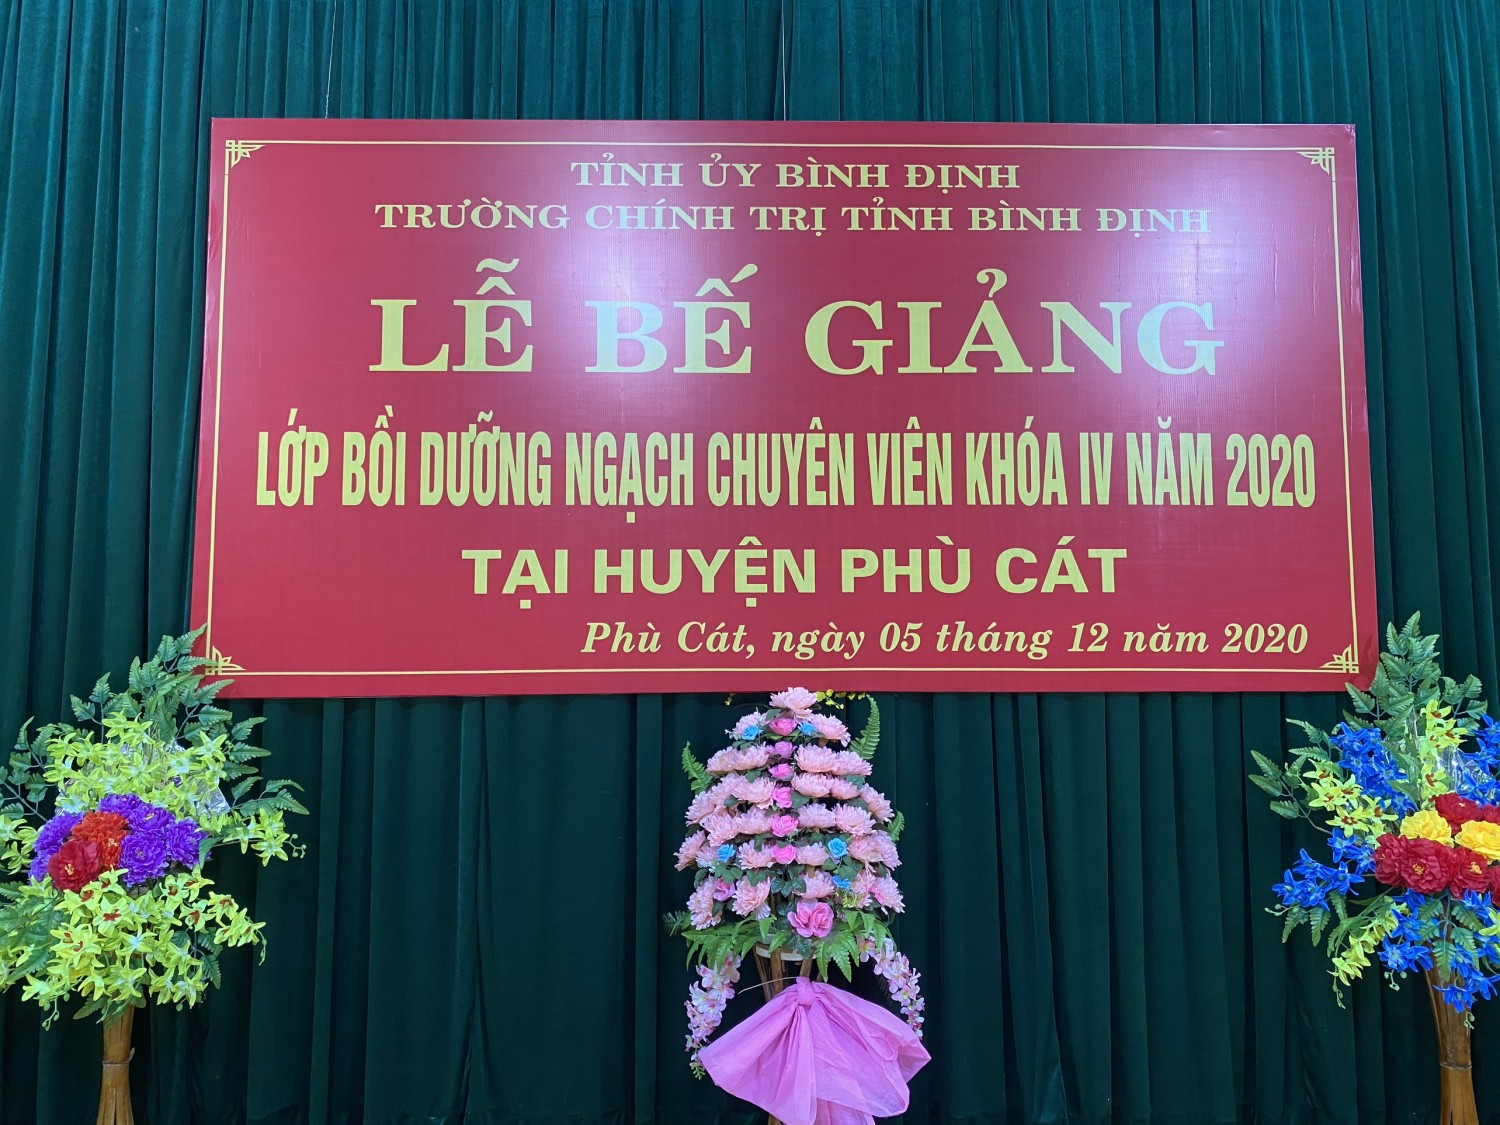 TỈNH ỦY BÌNH ĐỊNH
TRƯỜNG CHÍNH TRỊ TỈNH BÌNH ĐỊNH
LỄ BẾ GIẢNG
LỚP BỒI DƯỠNG NGẠCH CHUYÊN VIÊN KHÓA IV NĂM 2020
TẠI HUYỆN PHÙ CÁT
Phù Cát, ngày 05 tháng 12 năm 2020